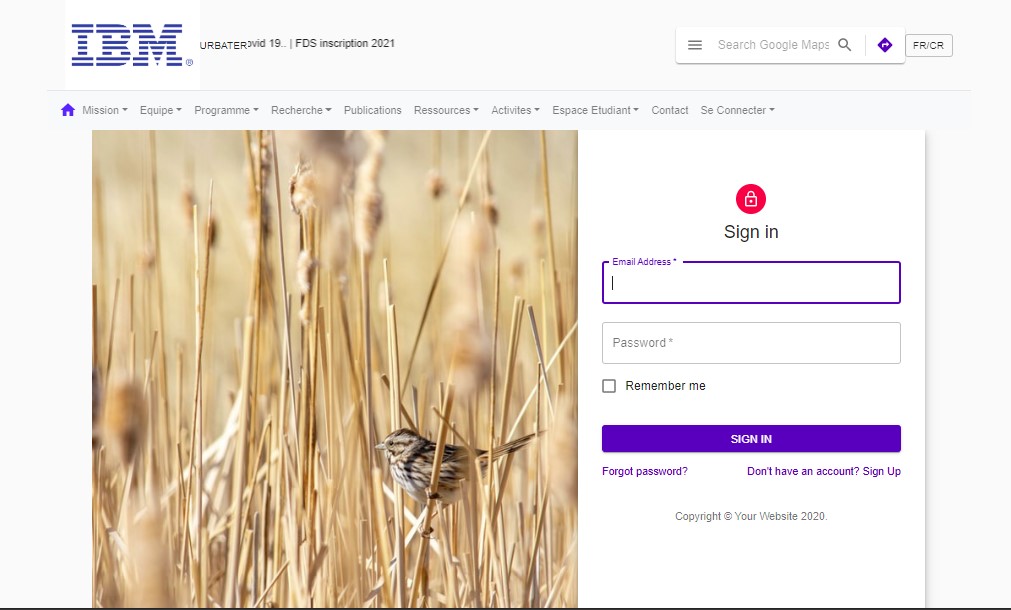 IBM®
URBATER ovid 19.. | FDS inscription 2021
Search Google Maps
FR/CR
Mission Equipe Programme Recherche Publications Ressources Activites Espace Etudiant Contact Se Connecter
Sign in
Email Address *
Password *
Remember me
SIGN IN
Forgot password? Don't have an account? Sign Up
Copyright © Your Website 2020.